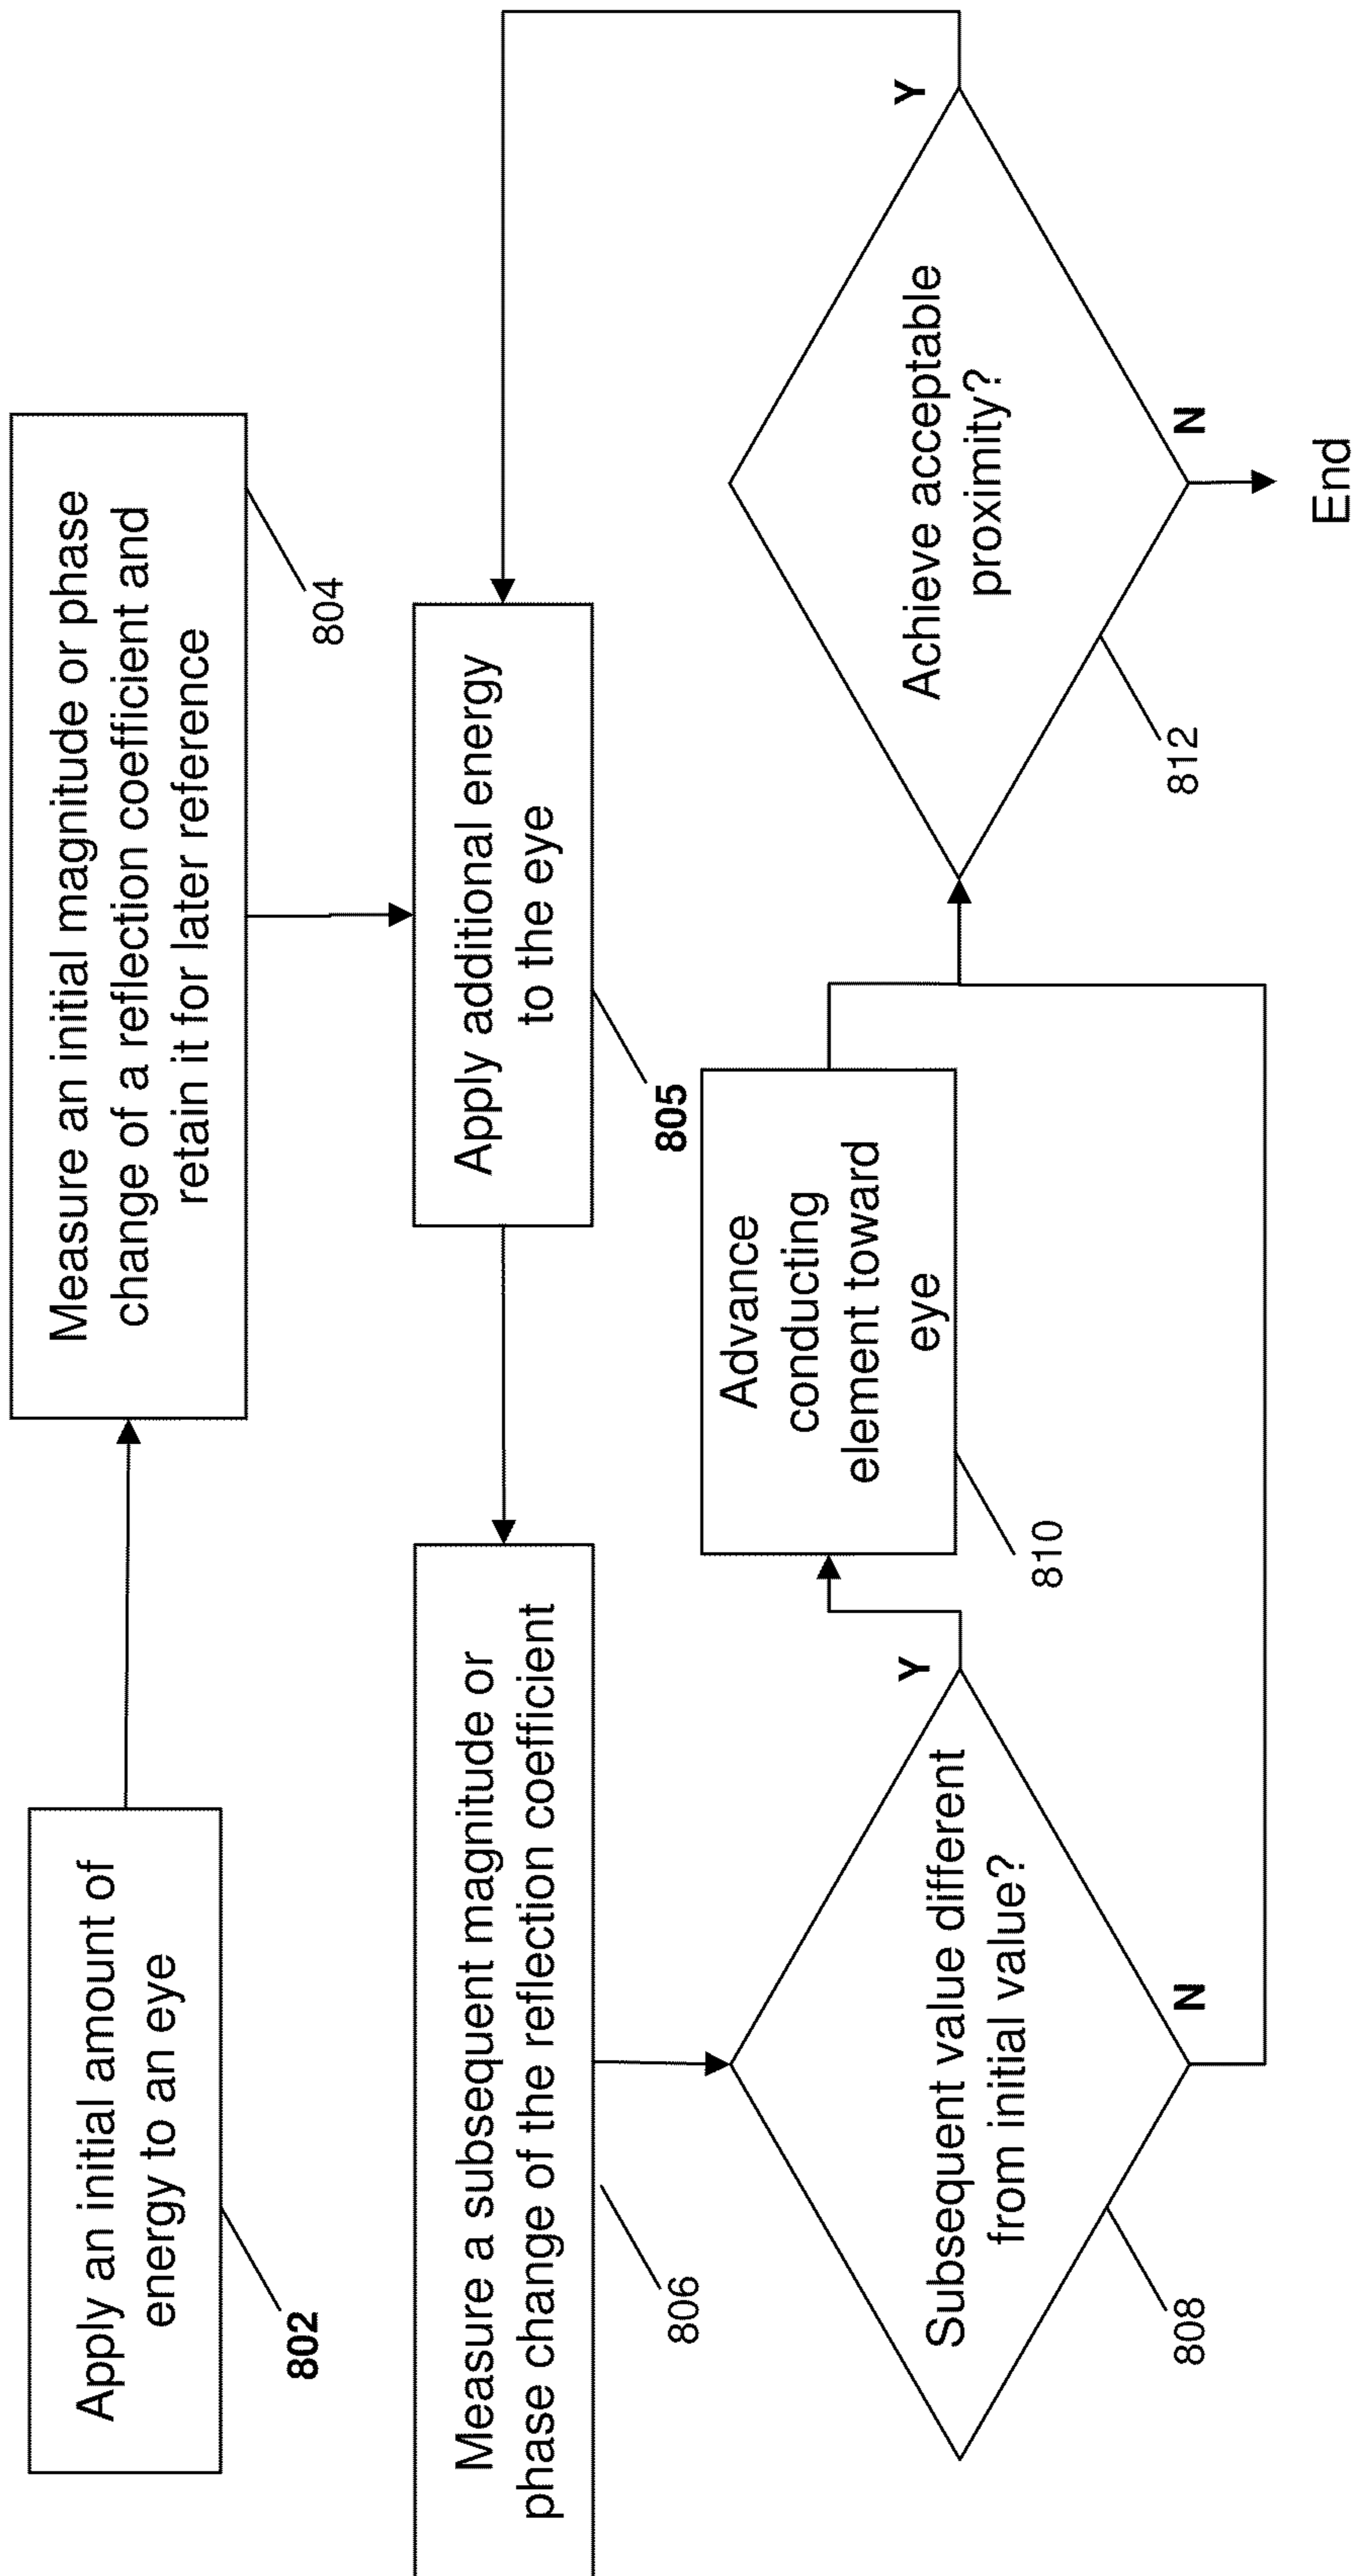 Apply an initial amount of
energy to an eye
802
Measure an initial magnitude or phase
change of a reflection coefficient and
retain it for later reference
804
Apply additional energy
to the eye
805
Measure a subsequent magnitude or
phase change of the reflection coefficient
806
Subsequent value different
from initial value?
808
Y
N
Advance
conducting
element toward
eye
810
Achieve acceptable
proximity?
812
Y
N
End